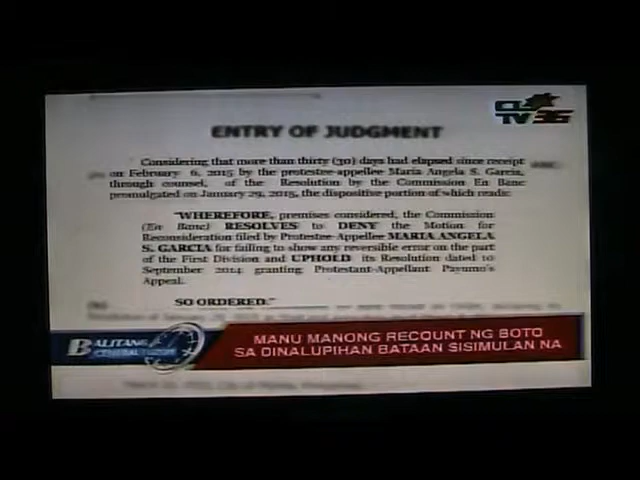 CLTV36
ENTRY OF JUDGMENT
Considering that more than thirty (30) days had elapsed since receipt
on February 6, 2015 by the protestee-appellee Maria Angela S. Garcia,
through counsel, of the Resolution by the Commission En Banc
promulgated on January 29, 2015, the dispositive portion of which reads:
"WHEREFORE, premises considered, the Commission
(En Banc) RESOLVES to DENY the Motion for
Reconsideration filed by Protestee-Appellee MARIA ANGELA
S. GARCIA for failing to show any reversible error on the part
of the First Division and UPHOLD its Resolution dated 10
September 2014 granting Protestant-Appellant Payumo's
Appeal.
SO ORDERED."
BALITANG CENTRAL LUZON
MANU MANONG RECOUNT NG BOTO
SA DINALUPIHAN BATAAN SISIMULAN NA